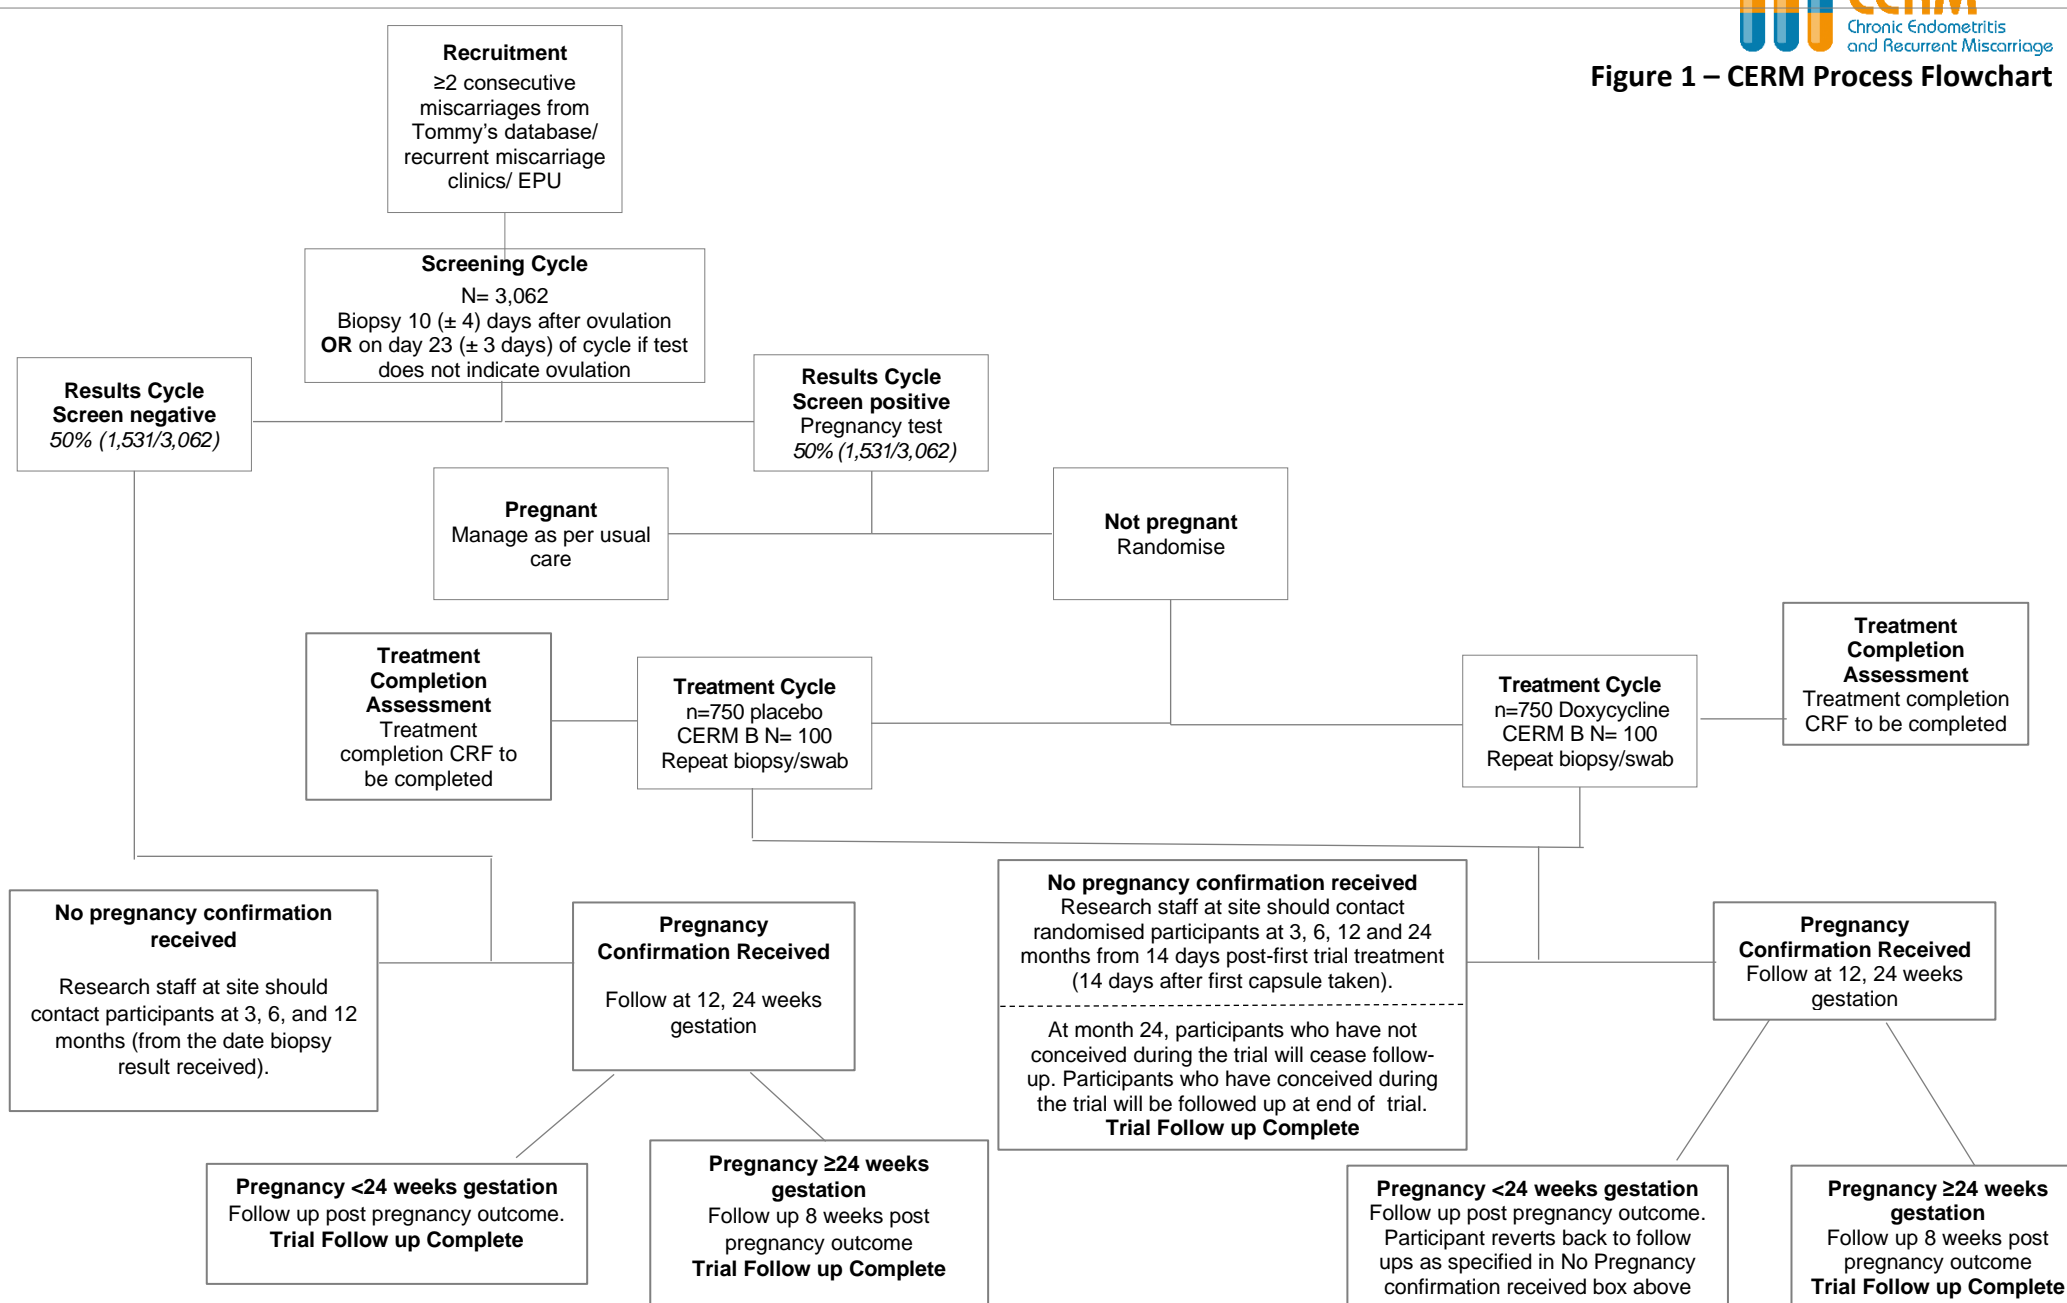 CERM
Chronic Endometritis
and Recurrent Miscarriage
Figure 1 – CERM Process Flowchart
Recruitment
≥2 consecutive
miscarriages from
Tommy's database/
recurrent miscarriage
clinics/ EPU
Screening Cycle
N= 3,062
Biopsy 10 (± 4) days after ovulation
OR on day 23 (± 3 days) of cycle if test
does not indicate ovulation
Results Cycle
Screen negative
50% (1,531/3,062)
Results Cycle
Screen positive
Pregnancy test
50% (1,531/3,062)
Pregnant
Manage as per usual
care
Not pregnant
Randomise
Treatment
Completion
Assessment
Treatment
completion CRF to
be completed
Treatment Cycle
n=750 placebo
CERM B N= 100
Repeat biopsy/swab
Treatment Cycle
n=750 Doxycycline
CERM B N= 100
Repeat biopsy/swab
Treatment
Completion
Assessment
Treatment completion
CRF to be completed
No pregnancy confirmation
received
Research staff at site should
contact participants at 3, 6, and 12
months (from the date biopsy
result received).
Pregnancy
Confirmation Received
Follow at 12, 24 weeks
gestation
No pregnancy confirmation received
Research staff at site should contact
randomised participants at 3, 6, 12 and 24
months from 14 days post-first trial treatment
(14 days after first capsule taken).
At month 24, participants who have not
conceived during the trial will cease follow-
up. Participants who have conceived during
the trial will be followed up at end of trial.
Trial Follow up Complete
Pregnancy
Confirmation Received
Follow at 12, 24 weeks
gestation
Pregnancy <24 weeks gestation
Follow up post pregnancy outcome.
Trial Follow up Complete
Pregnancy ≥24 weeks
gestation
Follow up 8 weeks post
pregnancy outcome
Trial Follow up Complete
Pregnancy <24 weeks gestation
Follow up post pregnancy outcome.
Participant reverts back to follow
ups as specified in No Pregnancy
confirmation received box above
Pregnancy ≥24 weeks
gestation
Follow up 8 weeks post
pregnancy outcome
Trial Follow up Complete